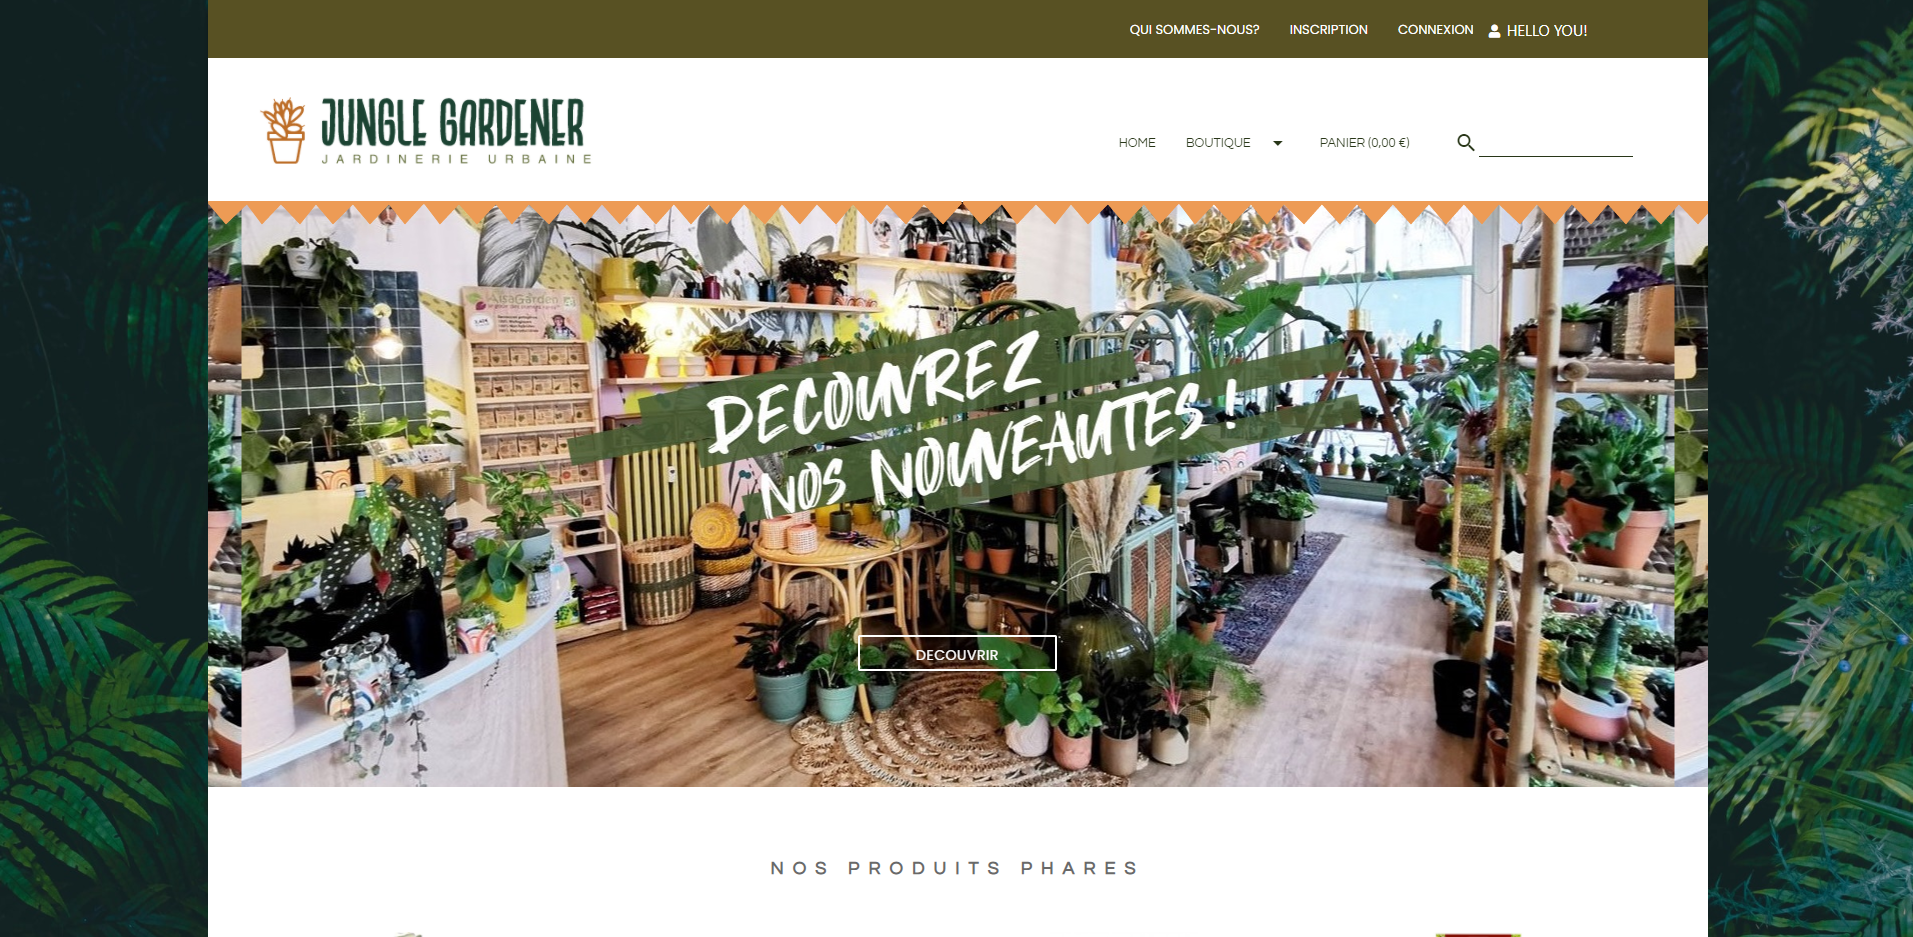 QUI SOMMES-NOUS? INSCRIPTION CONNEXION HELLO YOU!
JUNGLE GARDENER
JARDINERIE URBAINE
HOME BOUTIQUE PANIER (0,00 €)
AisaGarden
DECOUVREZ
NOS NOUVEAUTES !
DECOUVRIR
NOS PRODUITS PHARES